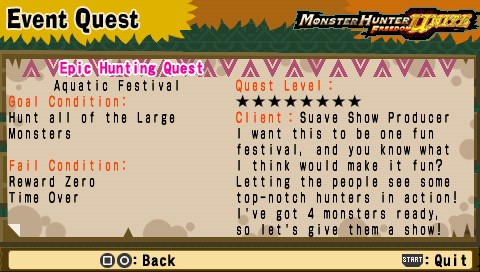 Event Quest
MONSTER HUNTER
FREEDOM UNITE
Epic Hunting Quest
Aquatic Festival
Goal Condition:
Hunt all of the Large
Monsters
Fail Condition:
Reward Zero
Time Over
Quest Level:
★★★★★★★★
Client: Suave Show Producer
I want this to be one fun
festival, and you know what
I think would make it fun?
Letting the people see some
top-notch hunters in action!
I've got 4 monsters ready,
so let's give them a show!
: Back
START: Quit